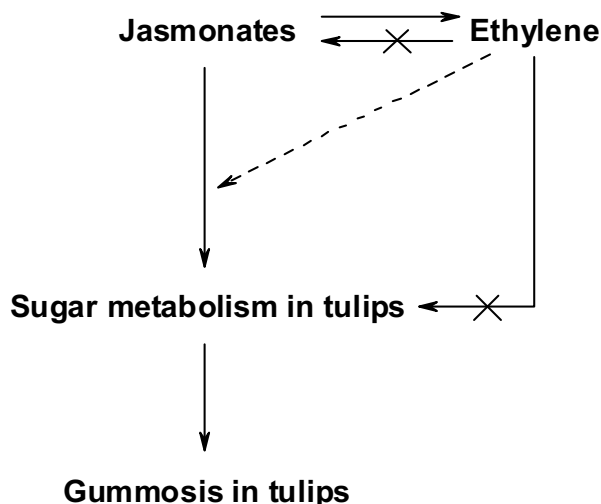 Jasmonates Ethylene
Sugar metabolism in tulips
Gummosis in tulips